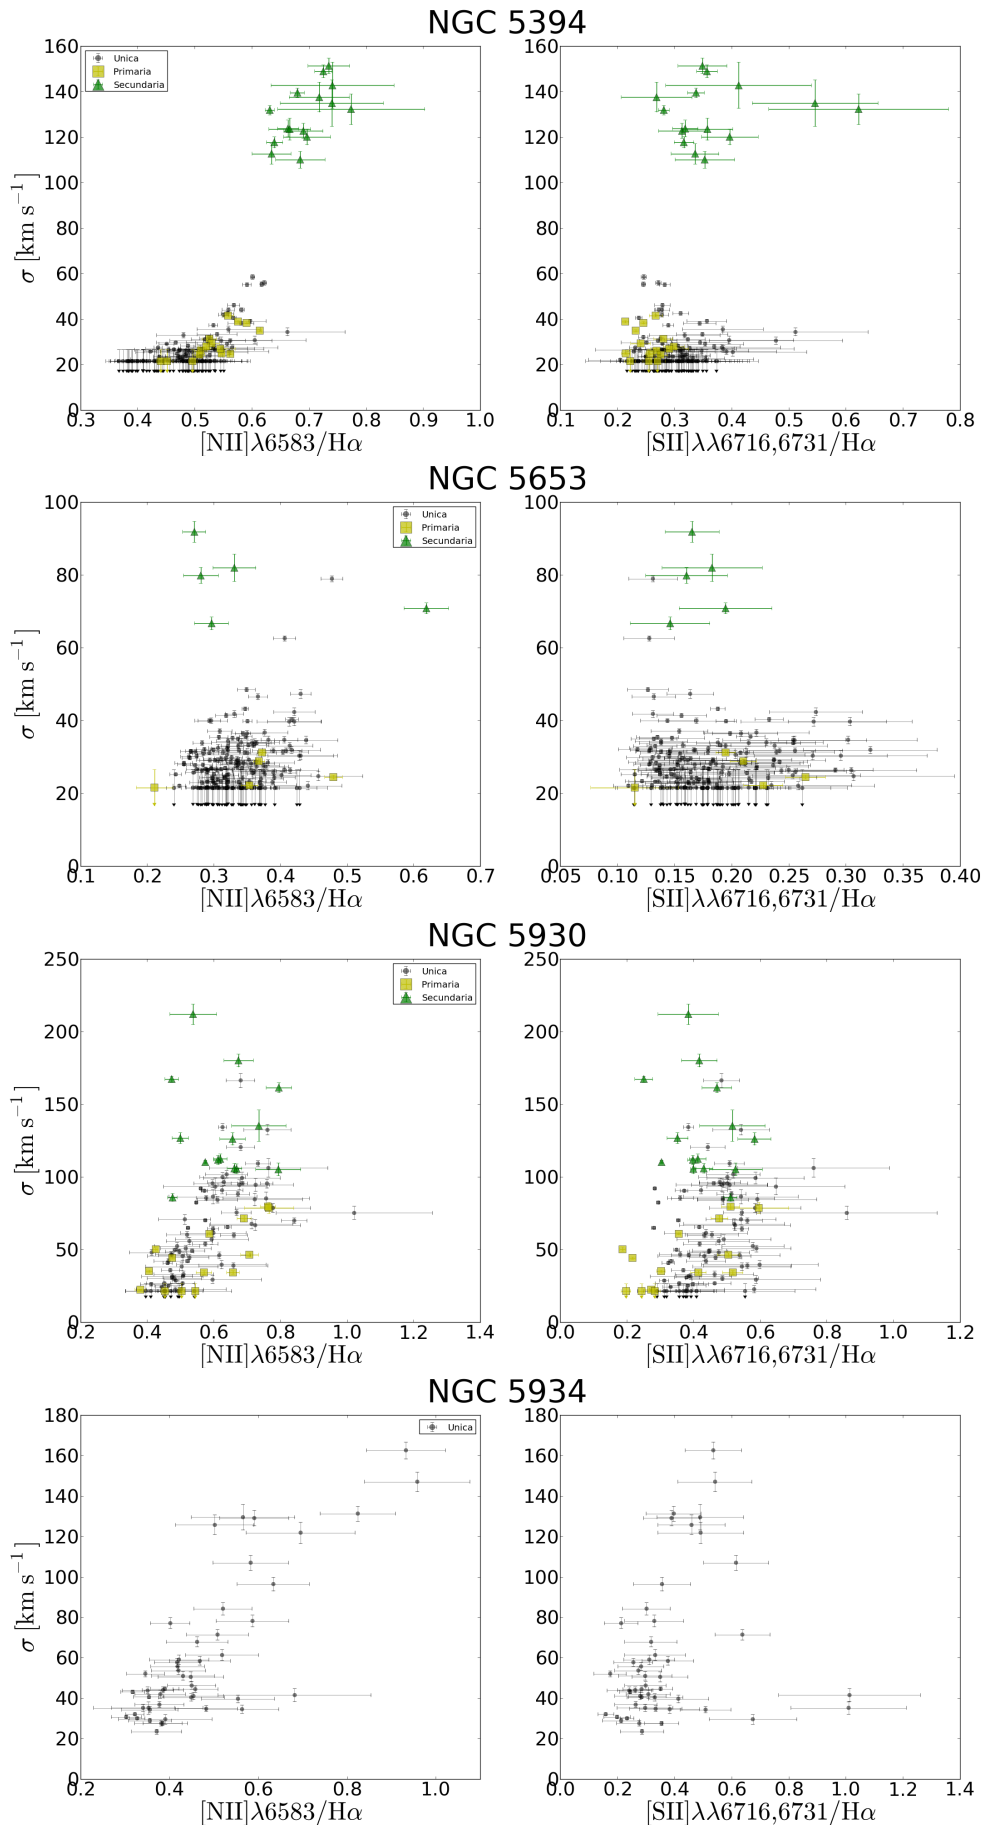 NGC 5394
160
140
120
100
80
60
40
20
0
σ [km s⁻¹]
Unica
Primaria
Secundaria
0.3 0.4 0.5 0.6 0.7 0.8 0.9 1.0
[NII]λ6583/Hα
160
140
120
100
80
60
40
20
0
0.1 0.2 0.3 0.4 0.5 0.6 0.7 0.8
[SII]λλ6716,6731/Hα
NGC 5653
100
80
60
40
20
0
σ [km s⁻¹]
Unica
Primaria
Secundaria
0.1 0.2 0.3 0.4 0.5 0.6 0.7
[NII]λ6583/Hα
100
80
60
40
20
0
0.05 0.10 0.15 0.20 0.25 0.30 0.35 0.40
[SII]λλ6716,6731/Hα
NGC 5930
250
200
150
100
50
0
σ [km s⁻¹]
Unica
Primaria
Secundaria
0.2 0.4 0.6 0.8 1.0 1.2 1.4
[NII]λ6583/Hα
250
200
150
100
50
0
0.0 0.2 0.4 0.6 0.8 1.0 1.2
[SII]λλ6716,6731/Hα
NGC 5934
180
160
140
120
100
80
60
40
20
0
σ [km s⁻¹]
Unica
0.2 0.4 0.6 0.8 1.0
[NII]λ6583/Hα
180
160
140
120
100
80
60
40
20
0
0.0 0.2 0.4 0.6 0.8 1.0 1.2 1.4
[SII]λλ6716,6731/Hα